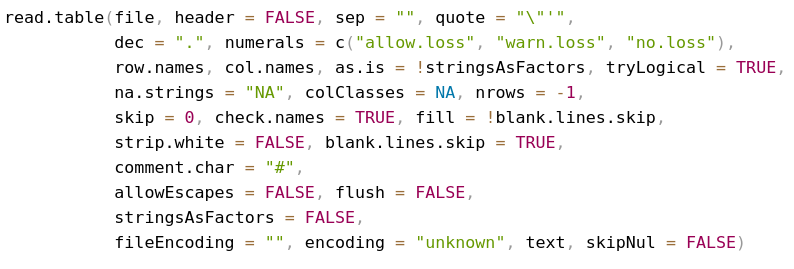 read.table(file, header = FALSE, sep = "", quote = "\"'",
           dec = ".", numerals = c("allow.loss", "warn.loss", "no.loss"),
           row.names, col.names, as.is = !stringsAsFactors, tryLogical = TRUE,
           na.strings = "NA", colClasses = NA, nrows = -1,
           skip = 0, check.names = TRUE, fill = !blank.lines.skip,
           strip.white = FALSE, blank.lines.skip = TRUE,
           comment.char = "#",
           allowEscapes = FALSE, flush = FALSE,
           stringsAsFactors = FALSE,
           fileEncoding = "", encoding = "unknown", text, skipNul = FALSE)